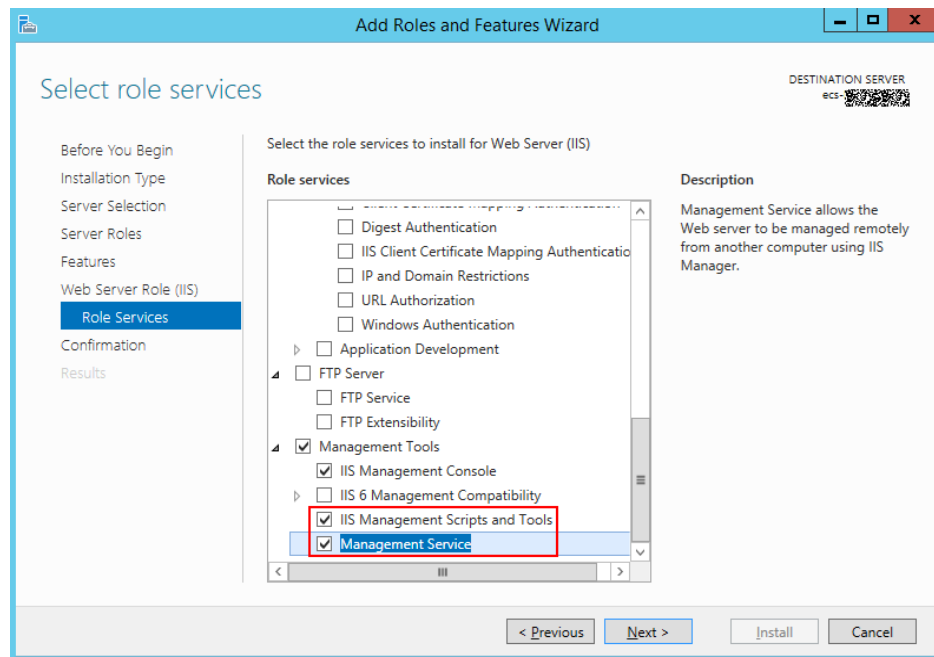 Add Roles and Features Wizard
Select role services
DESTINATION SERVER
ecs-
Before You Begin
Installation Type
Server Selection
Server Roles
Features
Web Server Role (IIS)
Role Services
Confirmation
Results
Select the role services to install for Web Server (IIS)
Role services
Client Certificate Mapping Authentication
Digest Authentication
IIS Client Certificate Mapping Authenticatio
IP and Domain Restrictions
URL Authorization
Windows Authentication
Application Development
FTP Server
FTP Service
FTP Extensibility
Management Tools
IIS Management Console
IIS 6 Management Compatibility
IIS Management Scripts and Tools
Management Service
Description
Management Service allows the
Web server to be managed remotely
from another computer using IIS
Manager.
< Previous
Next >
Install
Cancel